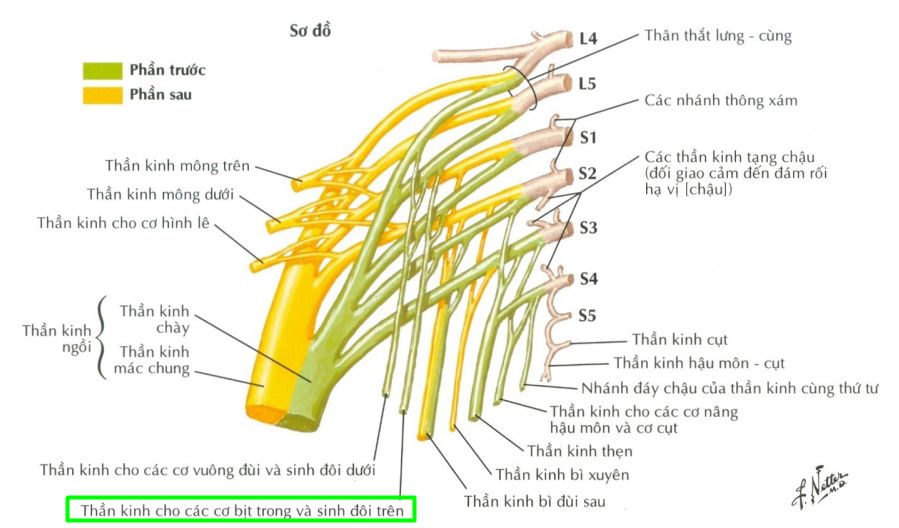 Sơ đồ
Phần trước
Phần sau
L4
L5
S1
S2
S3
S4
S5
Thân thắt lưng - cùng
Các nhánh thông xám
Các thần kinh tạng chậu
(đối giao cảm đến đám rối
hạ vị [chậu])
Thần kinh mông trên
Thần kinh mông dưới
Thần kinh cho cơ hình lê
Thần kinh
ngồi
Thần kinh
chày
Thần kinh
mác chung
Thần kinh cụt
Thần kinh hậu môn - cụt
Nhánh đáy chậu của thần kinh cùng thứ tư
Thần kinh cho các cơ nâng
hậu môn và cơ cụt
Thần kinh thẹn
Thần kinh bì xuyên
Thần kinh bì đùi sau
Thần kinh cho các cơ vuông đùi và sinh đôi dưới
Thần kinh cho các cơ bịt trong và sinh đôi trên
F. Netter
M.D.